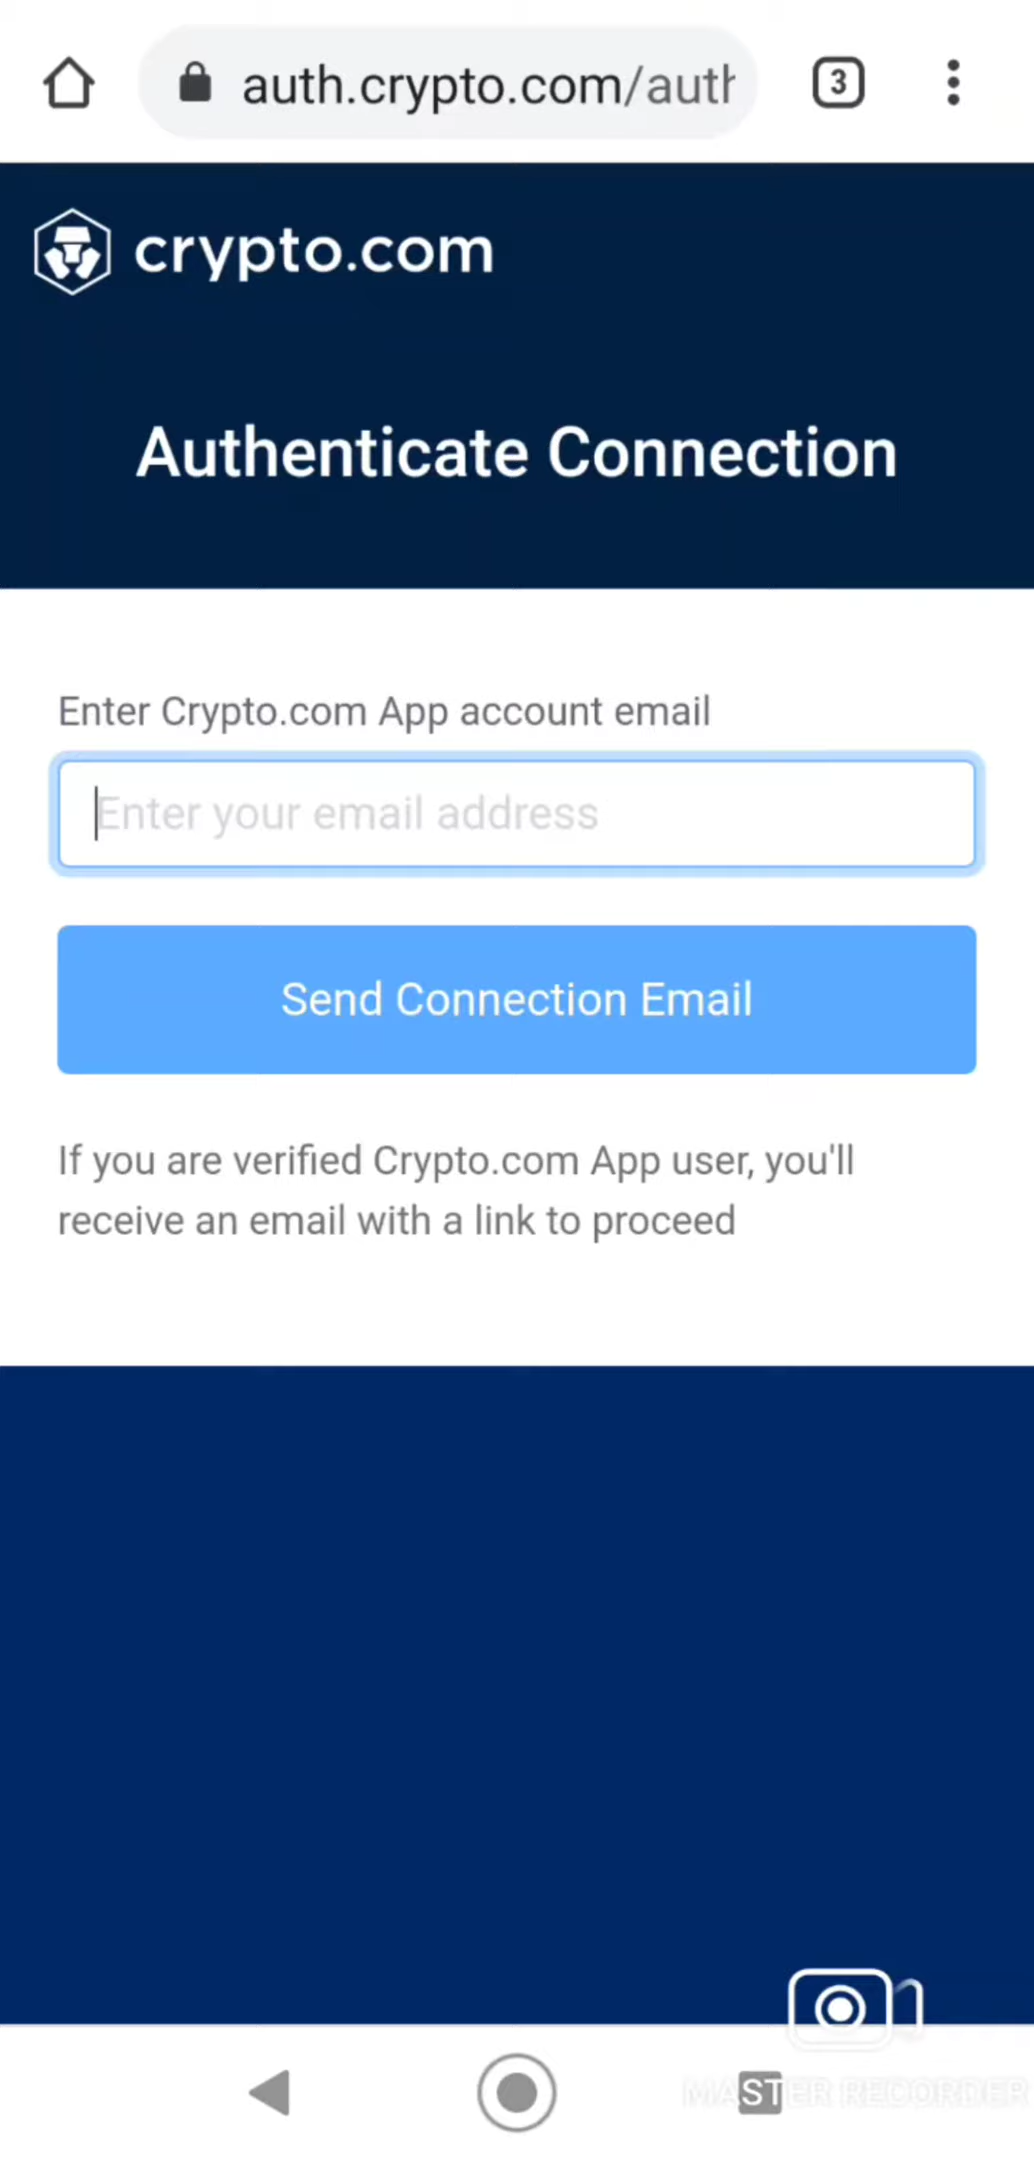 auth.crypto.com/auth
3
crypto.com
Authenticate Connection
Enter Crypto.com App account email
Enter your email address
Send Connection Email
If you are verified Crypto.com App user, you'll
receive an email with a link to proceed
MASTER RECORDER